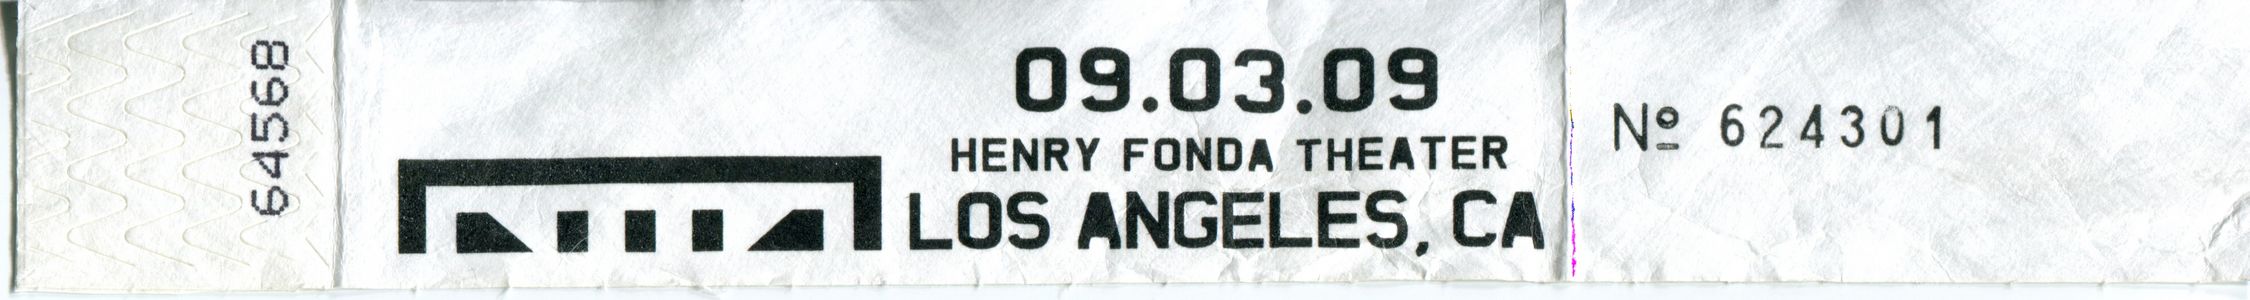 64568
09.03.09
HENRY FONDA THEATER
LOS ANGELES, CA
Nº 624301